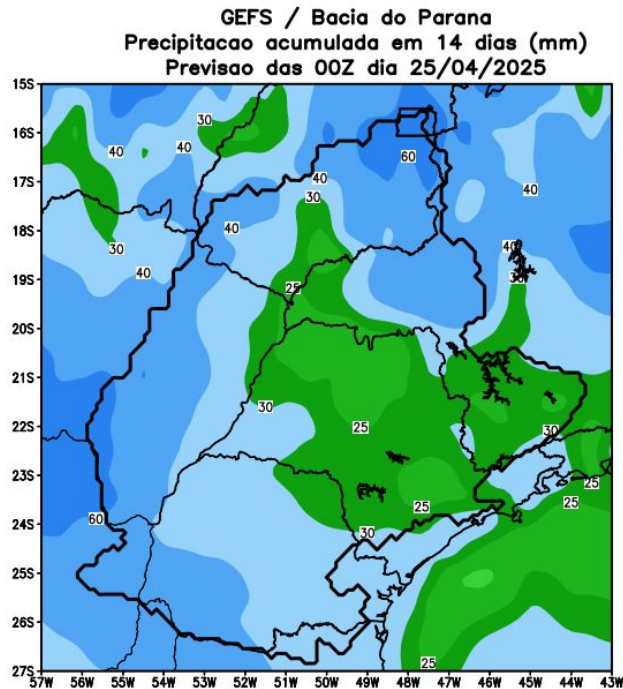 GEFS / Bacia do Parana
Precipitacao acumulada em 14 dias (mm)
Previsao das 00Z dia 25/04/2025
15S
16S
17S
18S
19S
20S
21S
22S
23S
24S
25S
26S
27S
30
40
40
60
40
30
40
40
30
40
40
30
25
30
25
30
25
25
25
60
30
25
57W 56W 55W 54W 53W 52W 51W 50W 49W 48W 47W 46W 45W 44W 43W